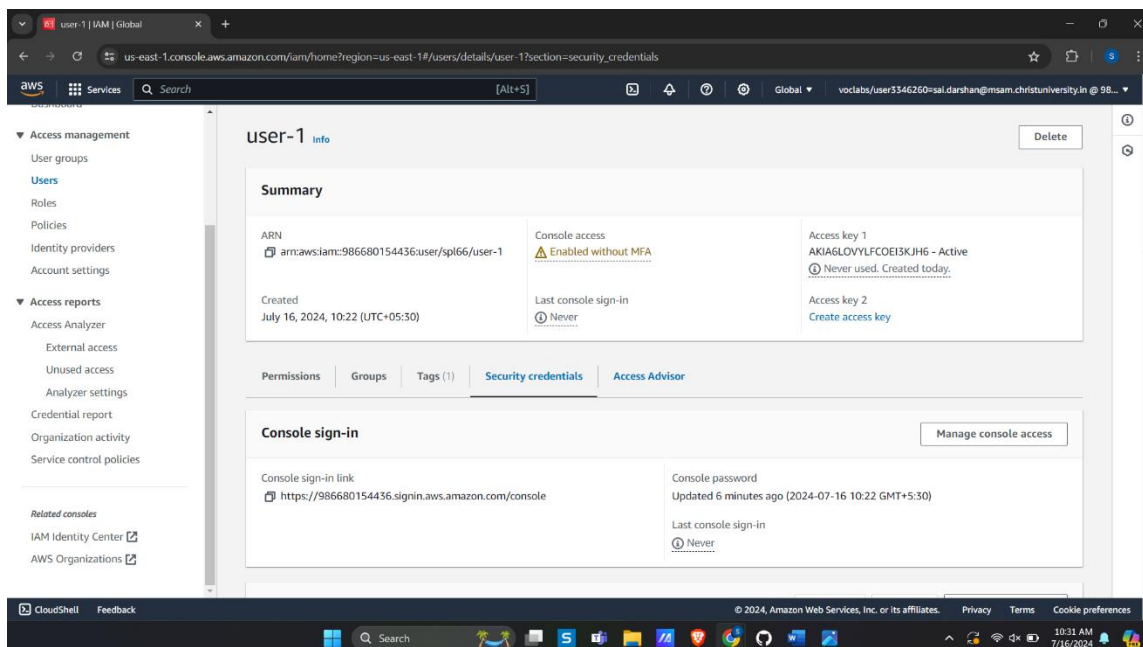 user-1 | IAM | Global
us-east-1.console.aws.amazon.com/iam/home?region=us-east-1#/users/details/user-1?section=security_credentials
S
aws Services Search [Alt+S] Global voclabs/user3346260=sai.darshan@msam.christuniversity.in @ 98...
Dashboard
Access management
User groups
Users
Roles
Policies
Identity providers
Account settings
Access reports
Access Analyzer
External access
Unused access
Analyzer settings
Credential report
Organization activity
Service control policies
Related consoles
IAM Identity Center
AWS Organizations
user-1 Info
Delete
Summary
ARN
arn:aws:iam::986680154436:user/spl66/user-1
Created
July 16, 2024, 10:22 (UTC+05:30)
Console access
Enabled without MFA
Last console sign-in
Never
Access key 1
AKIA6LOVYLFCOEI3KJH6 - Active
Never used. Created today.
Access key 2
Create access key
Permissions Groups Tags (1) Security credentials Access Advisor
Console sign-in
Manage console access
Console sign-in link
https://986680154436.signin.aws.amazon.com/console
Console password
Updated 6 minutes ago (2024-07-16 10:22 GMT+5:30)
Last console sign-in
Never
CloudShell Feedback © 2024, Amazon Web Services, Inc. or its affiliates. Privacy Terms Cookie preferences
Search
10:31 AM
7/16/2024